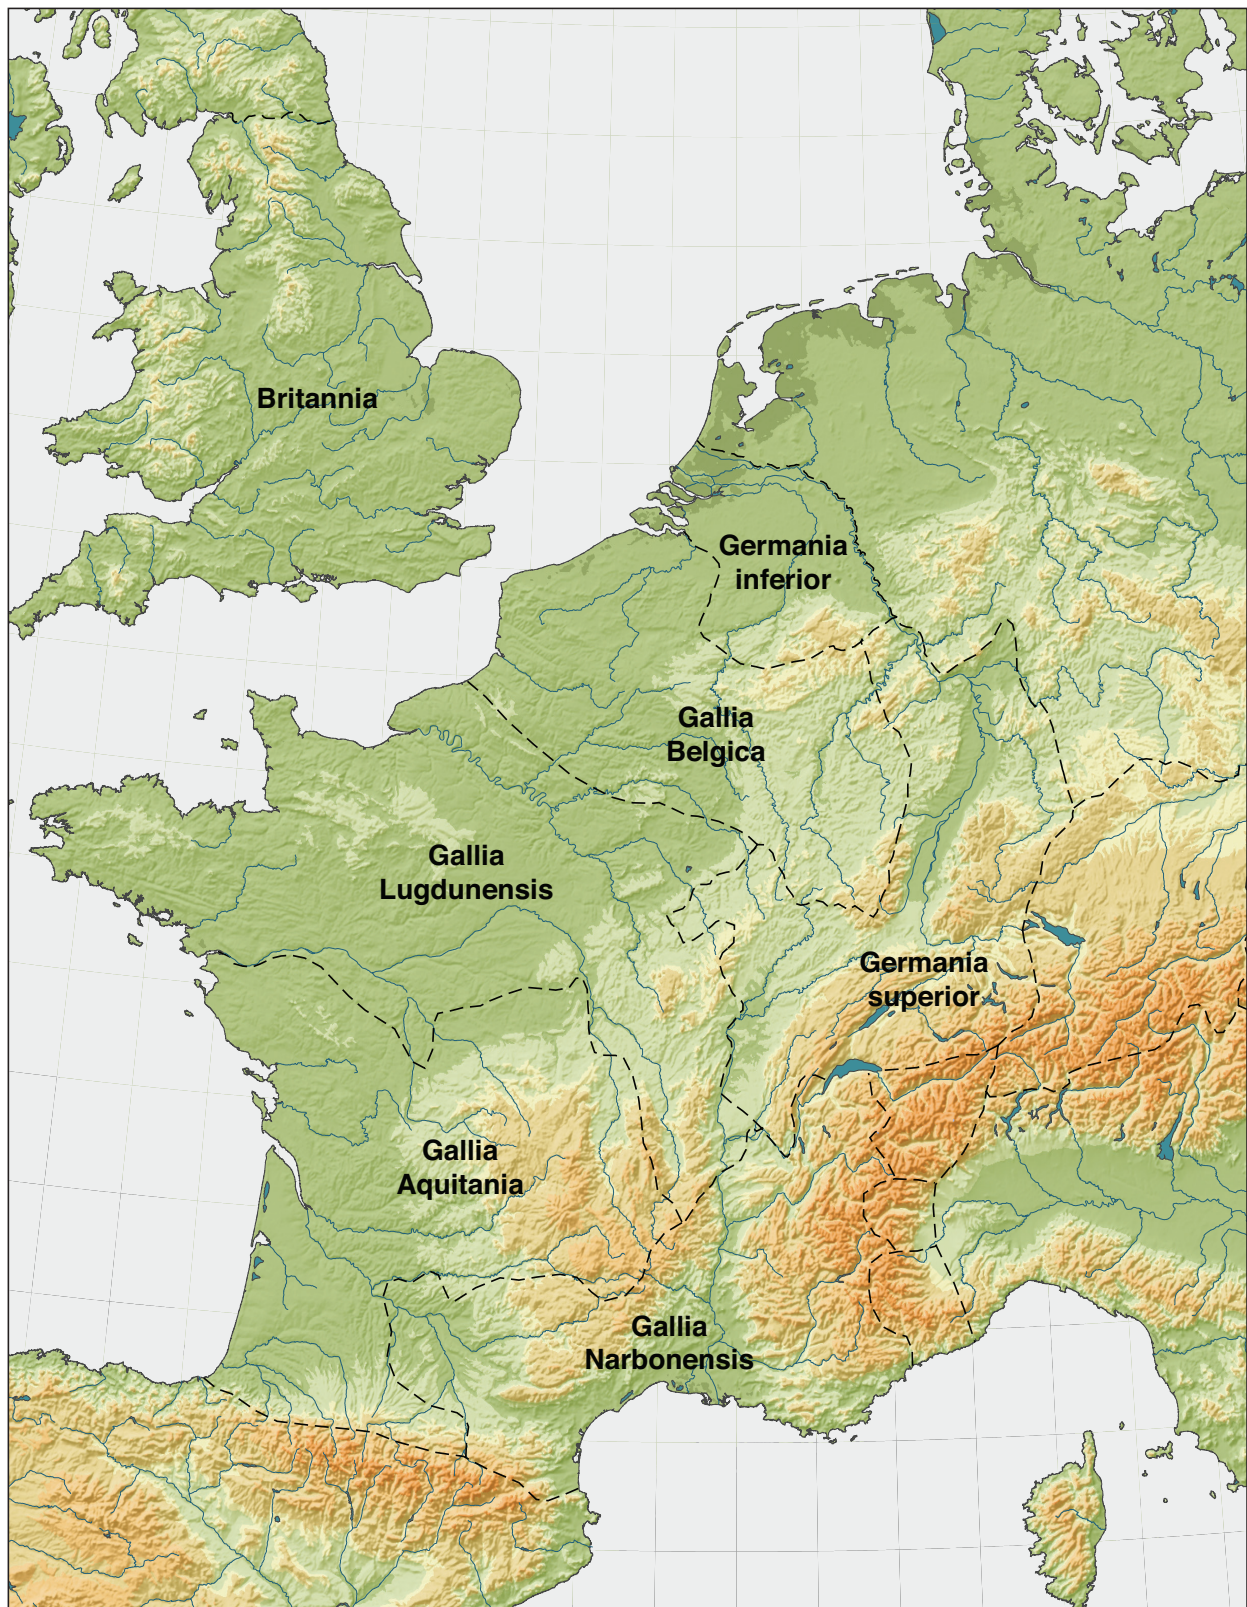 Britannia
Germania
inferior
Gallia
Belgica
Gallia
Lugdunensis
Germania
superior
Gallia
Aquitania
Gallia
Narbonensis